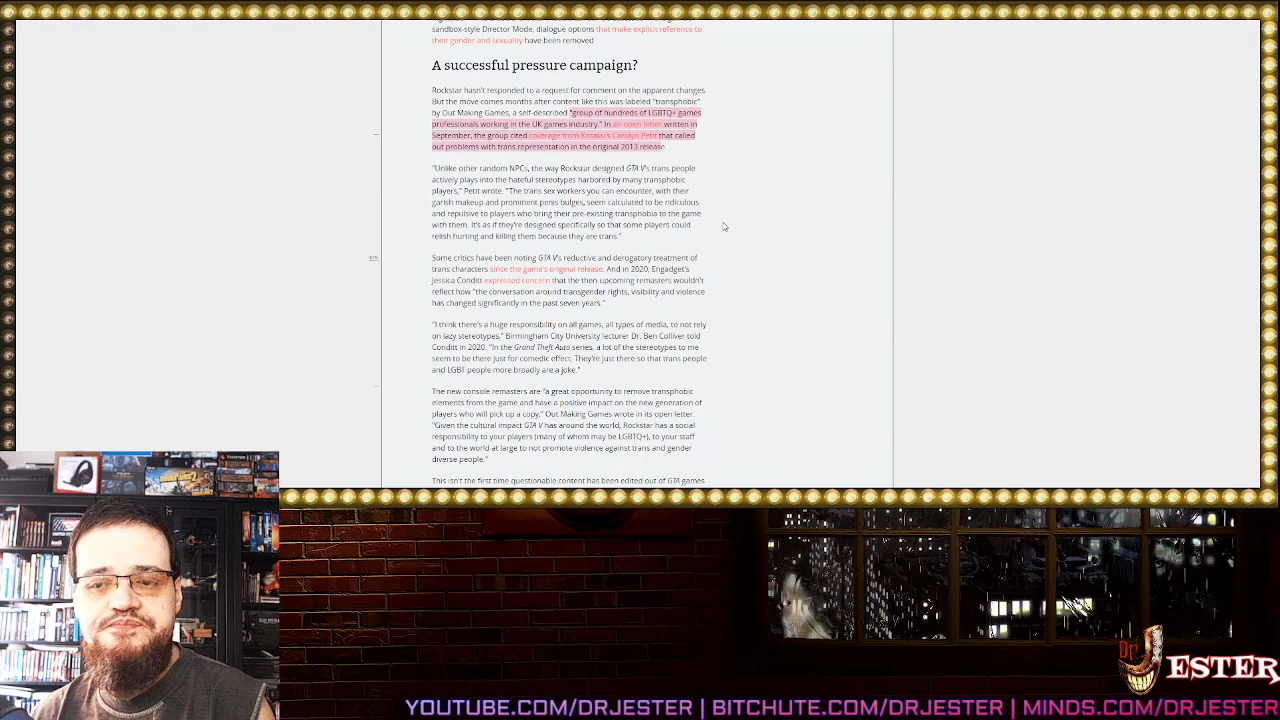 sandbox-style Director Mode, dialogue options that make explicit reference to
their gender and sexuality have been removed.
A successful pressure campaign?
Rockstar hasn't responded to a request for comment on the apparent changes.
But the move comes months after content like this was labeled "transphobic"
by Out Making Games, a self-described "group of hundreds of LGBTQ+ games
professionals working in the UK games industry." In an open letter written in
September, the group cited coverage from Kotaku's Carolyn Petit that called
out problems with trans representation in the original 2013 release.
"Unlike other random NPCs, the way Rockstar designed GTA V's trans people
actively plays into the hateful stereotypes harbored by many transphobic
players," Petit wrote. "The trans sex workers you can encounter, with their
garish makeup and prominent penis bulges, seem calculated to be ridiculous
and repulsive to players who bring their pre-existing transphobia to the game
with them. It's as if they're designed specifically so that some players could
relish hurting and killing them because they are trans."
40%
Some critics have been noting GTA V's reductive and derogatory treatment of
trans characters since the game's original release. And in 2020, Engadget's
Jessica Conditt expressed concern that the then-upcoming remasters wouldn't
reflect how "the conversation around transgender rights, visibility and violence
has changed significantly in the past seven years."
"I think there's a huge responsibility on all games, all types of media, to not rely
on lazy stereotypes," Birmingham City University lecturer Dr. Ben Colliver told
Conditt in 2020. "In the Grand Theft Auto series, a lot of the stereotypes to me
seem to be there just for comedic effect. They're just there so that trans people
and LGBT people more broadly are a joke."
The new console remasters are "a great opportunity to remove transphobic
elements from the game and have a positive impact on the new generation of
players who will pick up a copy," Out Making Games wrote in its open letter.
"Given the cultural impact GTA V has around the world, Rockstar has a social
responsibility to your players (many of whom may be LGBTQ+), to your staff
and to the world at large to not promote violence against trans and gender
diverse people."
This isn't the first time questionable content has been edited out of GTA games
Dr
JESTER
YOUTUBE.COM/DRJESTER | BITCHUTE.COM/DRJESTER | MINDS.COM/DRJESTER